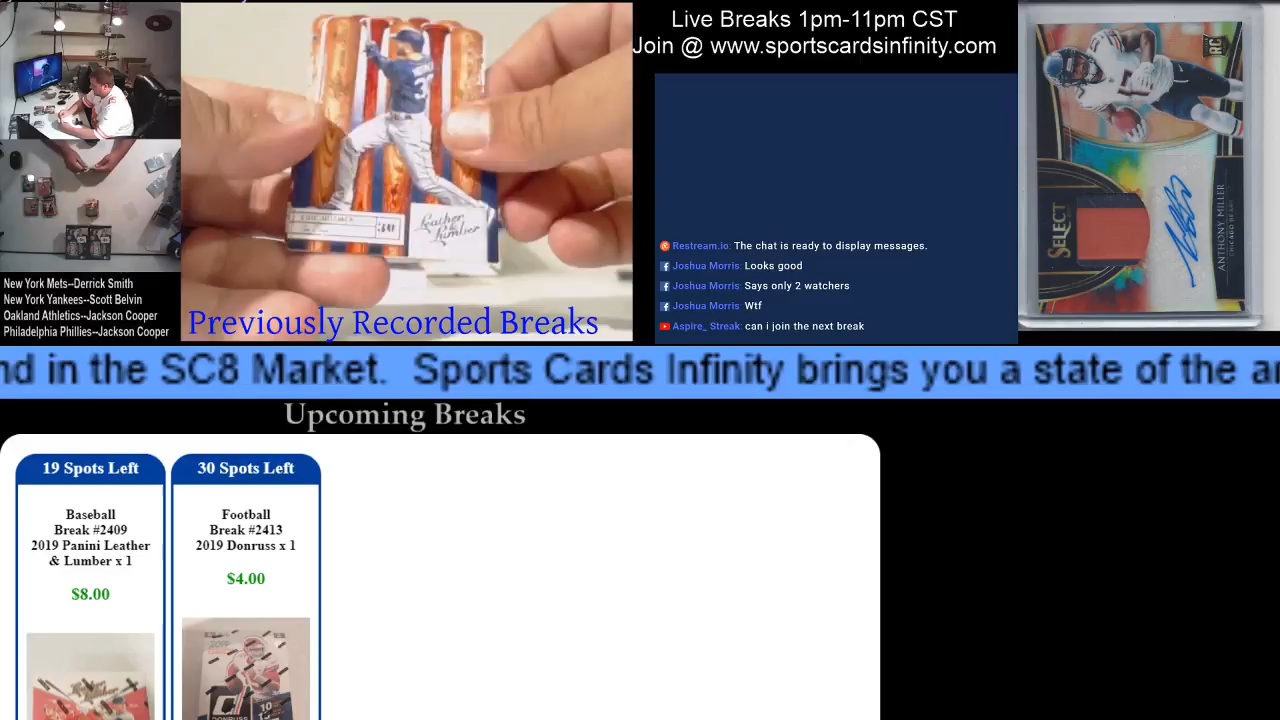 New York Mets--Derrick Smith
New York Yankees--Scott Belvin
Oakland Athletics--Jackson Cooper
Philadelphia Phillies--Jackson Cooper
3
Leather
& Lumber
Previously Recorded Breaks
Live Breaks 1pm-11pm CST
Join @ www.sportscardsinfinity.com
Restream.io: The chat is ready to display messages.
Joshua Morris: Looks good
Joshua Morris: Says only 2 watchers
Joshua Morris: Wtf
Aspire_ Streak: can i join the next break
RC
SELECT
ANTHONY MILLER
CHICAGO BEARS
nd in the SC8 Market. Sports Cards Infinity brings you a state of the a
Upcoming Breaks
19 Spots Left
Baseball
Break #2409
2019 Panini Leather
& Lumber x 1
$8.00
30 Spots Left
Football
Break #2413
2019 Donruss x 1
$4.00
DONRUSS
10